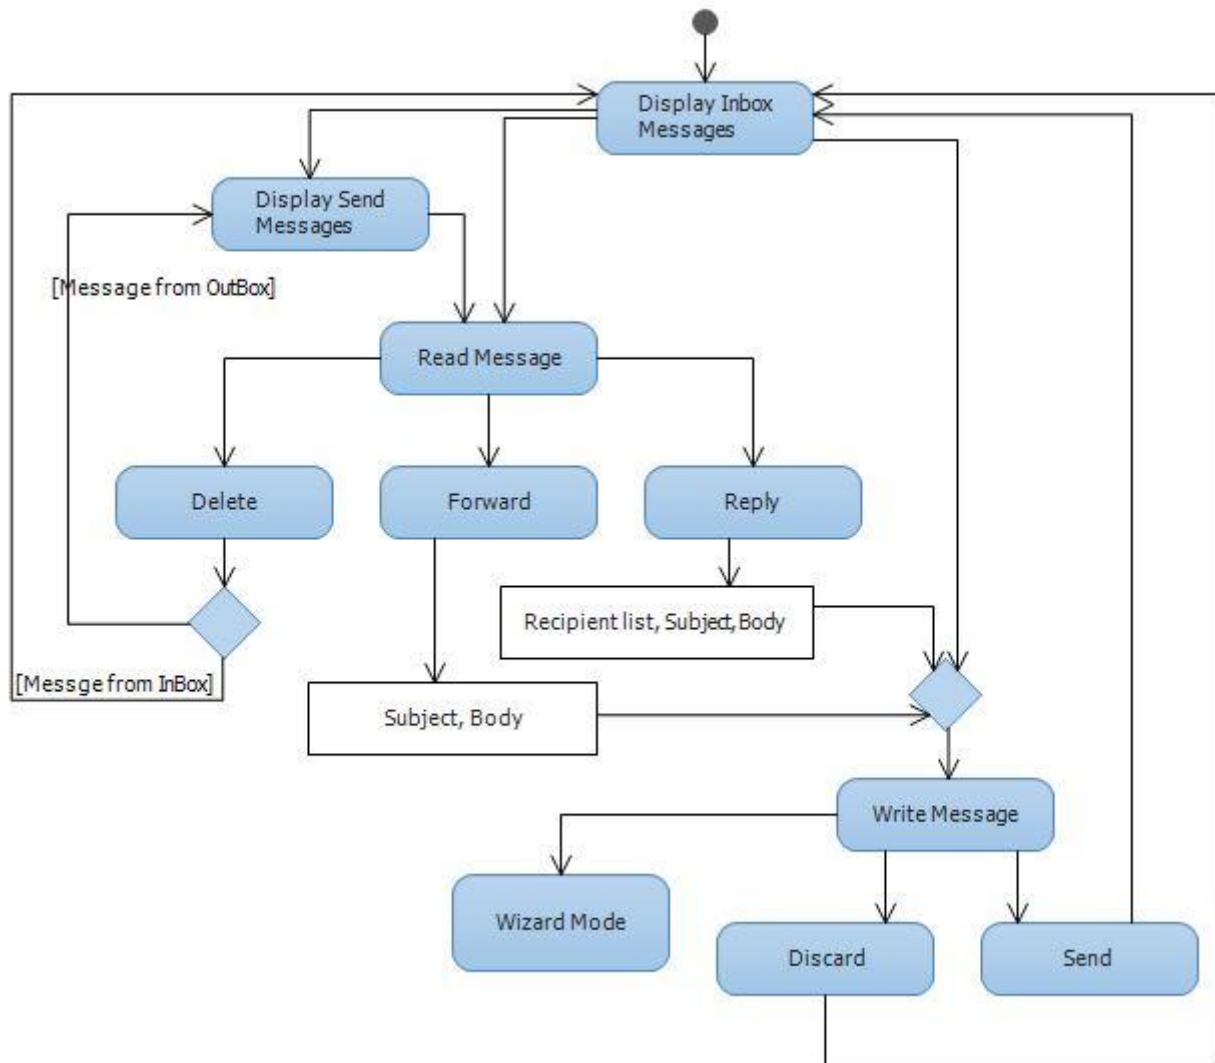 Display Inbox
Messages
Display Send
Messages
[Message from OutBox]
Read Message
Delete
Forward
Reply
Recipient list, Subject, Body
[Messge from InBox]
Subject, Body
Write Message
Wizard Mode
Discard
Send